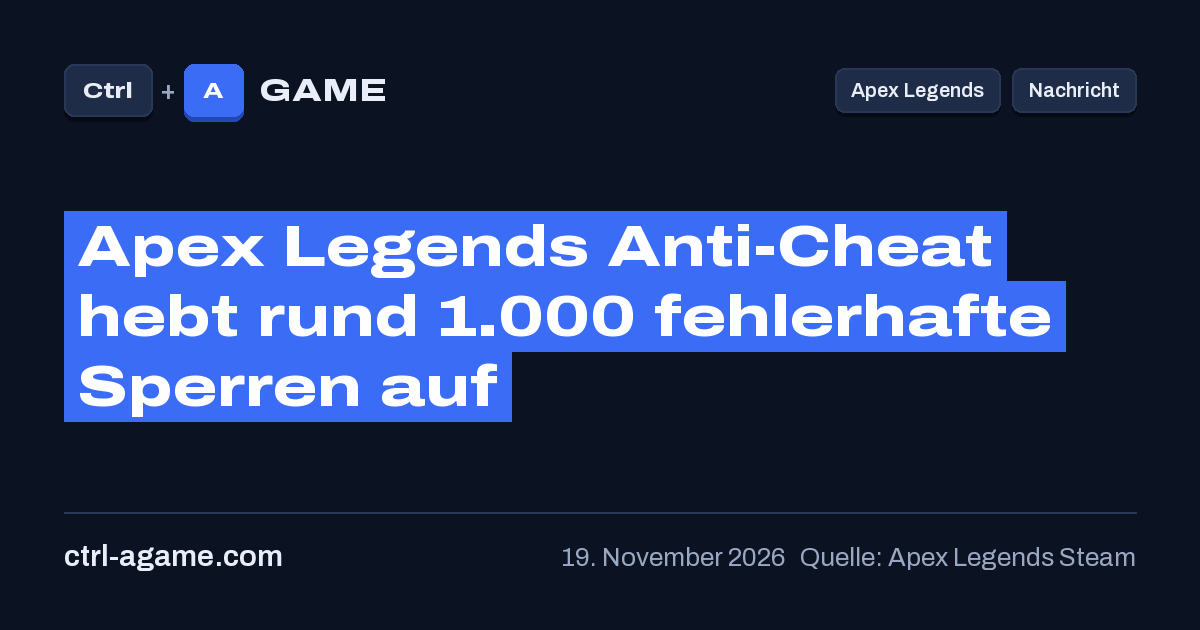 Ctrl + A GAME
Apex Legends Nachricht
Apex Legends Anti-Cheat
hebt rund 1.000 fehlerhafte
Sperren auf
ctrl-agame.com
19. November 2026 Quelle: Apex Legends Steam